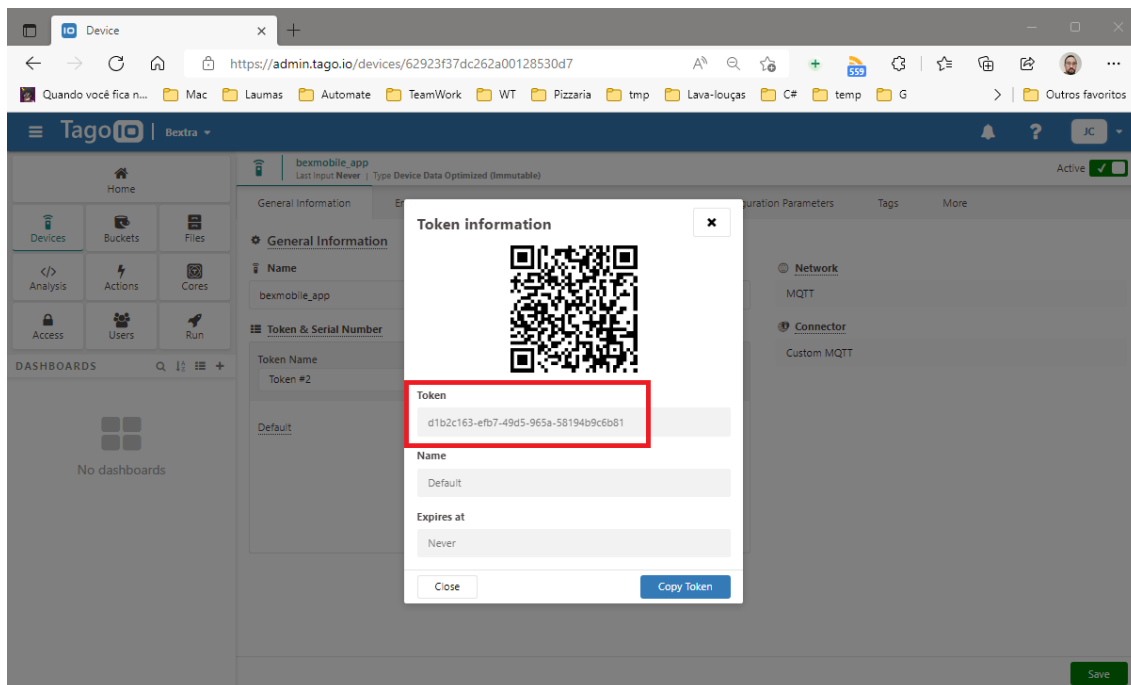 Device
https://admin.tago.io/devices/62923f37dc262a00128530d7
559
Quando você fica n... Mac Laumas Automate TeamWork WT Pizzaria tmp Lava-louças C# temp G Outros favoritos
TagoIO Bextra
JC
Home
Devices Buckets Files
Analysis Actions Cores
Access Users Run
DASHBOARDS
No dashboards
bexmobile_app
Last Input Never | Type Device Data Optimized (Immutable)
Active
General Information
Tags More
General Information
Name
bexmobile_app
Token & Serial Number
Token Name
Token #2
Default
Network
MQTT
Connector
Custom MQTT
Token information
Token
d1b2c163-efb7-49d5-965a-58194b9c6b81
Name
Default
Expires at
Never
Close Copy Token
Save